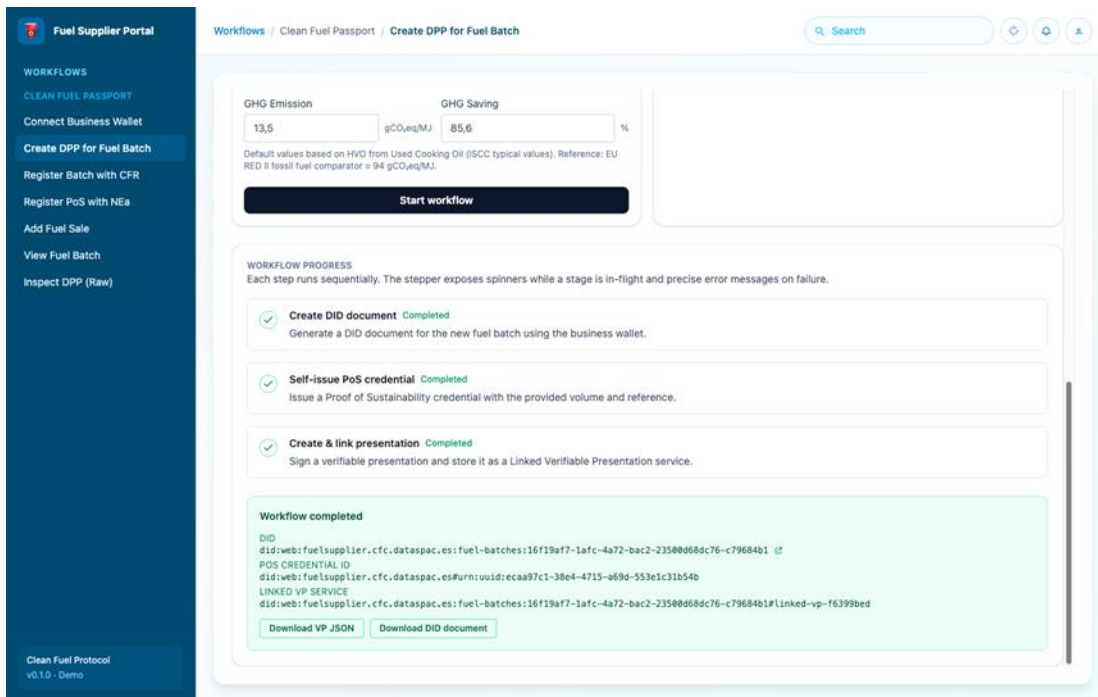 Fuel Supplier Portal
WORKFLOWS
CLEAN FUEL PASSPORT
Connect Business Wallet
Create DPP for Fuel Batch
Register Batch with CFR
Register PoS with NEa
Add Fuel Sale
View Fuel Batch
Inspect DPP (Raw)
Clean Fuel Protocol
v0.1.0 - Demo
Workflows / Clean Fuel Passport / Create DPP for Fuel Batch
Search
GHG Emission GHG Saving
13,5 gCO₂eq/MJ 85,6 %
Default values based on HVO from Used Cooking Oil (ISCC typical values). Reference: EU
RED II fossil fuel comparator = 94 gCO₂eq/MJ.
Start workflow
WORKFLOW PROGRESS
Each step runs sequentially. The stepper exposes spinners while a stage is in-flight and precise error messages on failure.
Create DID document Completed
Generate a DID document for the new fuel batch using the business wallet.
Self-issue PoS credential Completed
Issue a Proof of Sustainability credential with the provided volume and reference.
Create & link presentation Completed
Sign a verifiable presentation and store it as a Linked Verifiable Presentation service.
Workflow completed
DID
did:web:fuelsupplier.cfc.dataspac.es:fuel-batches:16f19af7-1afc-4a72-bac2-23500d68dc76-c79684b1
POS CREDENTIAL ID
did:web:fuelsupplier.cfc.dataspac.es#urn:uuid:ecaa97c1-38e4-4715-a69d-553e1c31b54b
LINKED VP SERVICE
did:web:fuelsupplier.cfc.dataspac.es:fuel-batches:16f19af7-1afc-4a72-bac2-23500d68dc76-c79684b1#linked-vp-f6399bed
Download VP JSON Download DID document